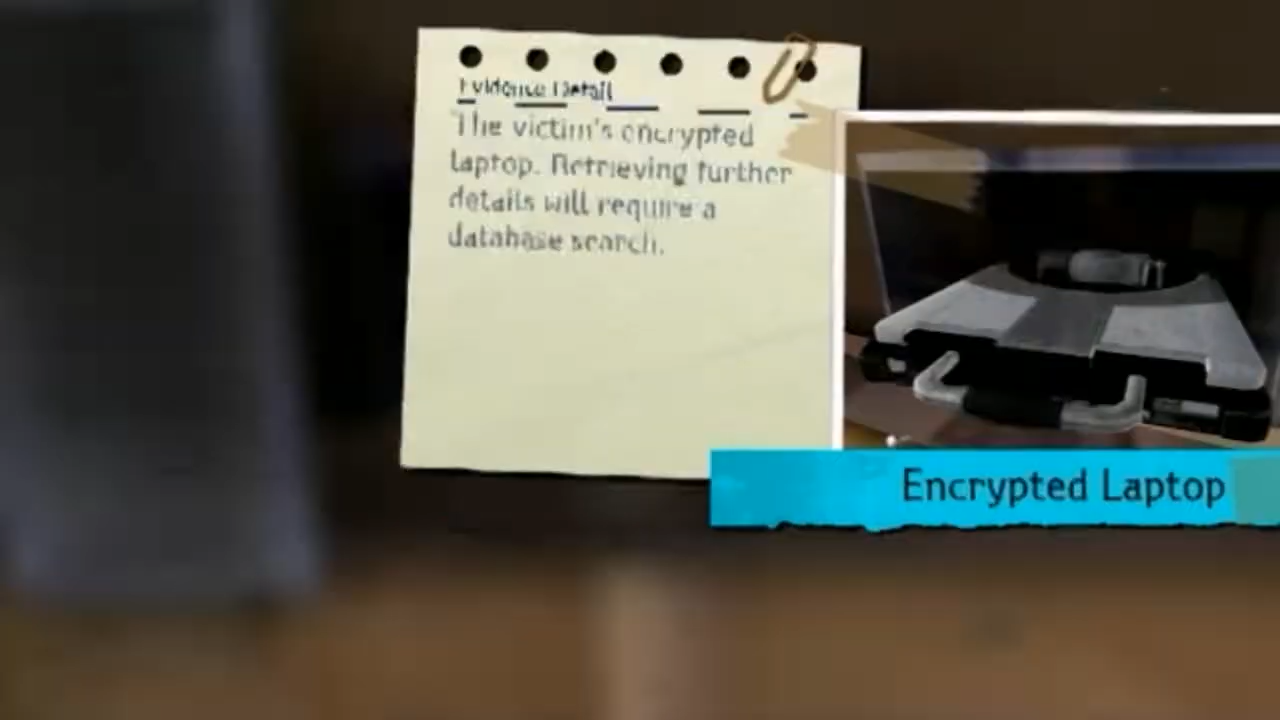 Evidence Detail
The victim's encrypted
laptop. Retrieving further
details will require a
database search.
Encrypted Laptop